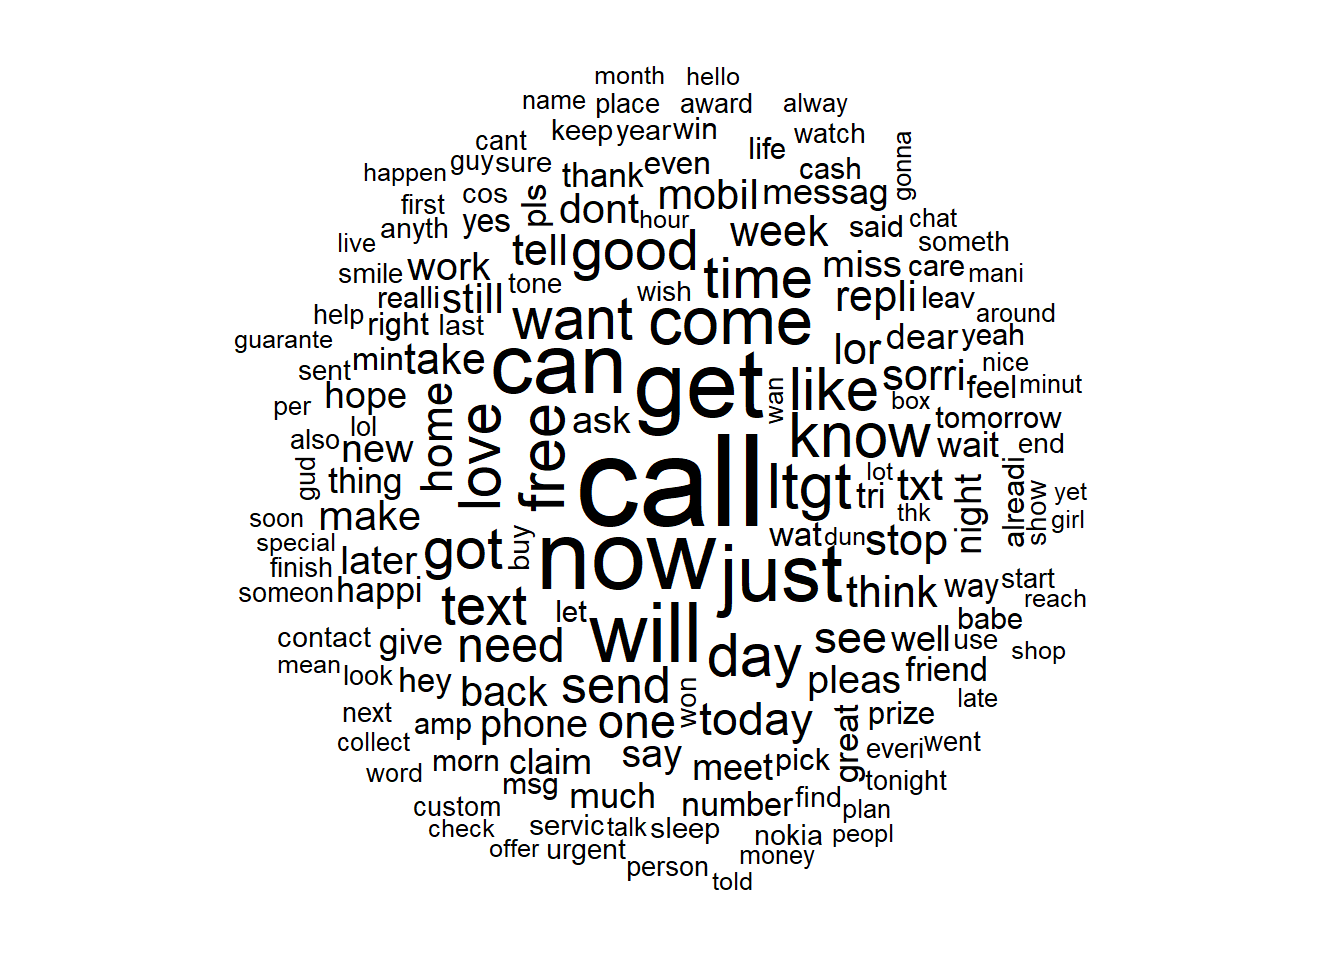 month hello
name place award alway
keep year win watch
cant life
guy sure thank even cash gonna
happen
first cos pls dont hour mobil messag
anyth yes week said chat
live tell good someth
smile work time miss care mani
realli still tone wish repli leav
help right last want come around
guarante lor dear yeah
min take can get like sorri nice
sent feel minut
per hope home love free ask wan box
lol know tomorrow
also new wait end
gud thing call ltgt lot tri txt night alreadi show yet
soon make thk girl
special later got buy now wat dun stop
finish just
someon happi text let will think way start
reach
contact give need day see well babe use
mean look hey shop
back send won pleas friend
next amp phone one today great prize late
collect everi went
word morn claim say meet pick
msg tonight
custom much number find plan
check servic talk sleep nokia peopl
offer urgent person money
told